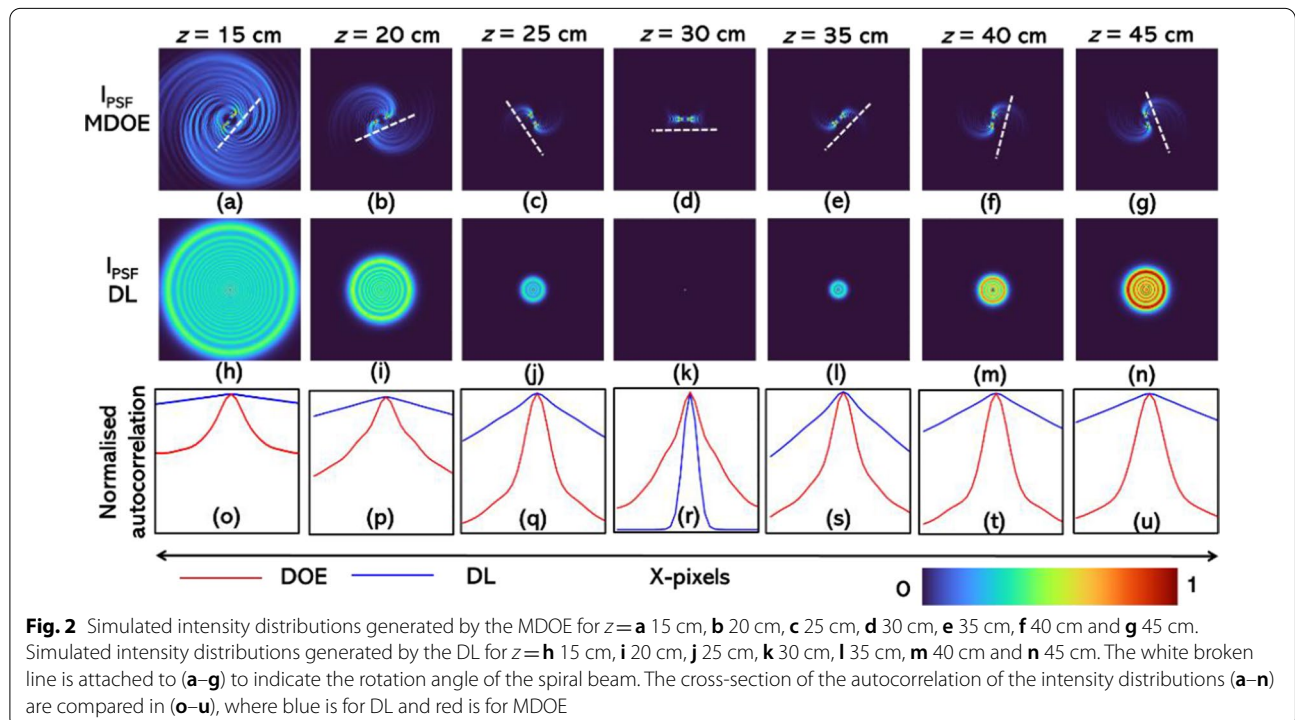 z = 15 cm z = 20 cm z = 25 cm z = 30 cm z = 35 cm z = 40 cm z = 45 cm
I_PSF
MDOE
(a) (b) (c) (d) (e) (f) (g)
I_PSF
DL
(h) (i) (j) (k) (l) (m) (n)
Normalised
autocorrelation
(o) (p) (q) (r) (s) (t) (u)
DOE DL X-pixels 0 1
Fig. 2 Simulated intensity distributions generated by the MDOE for z = a 15 cm, b 20 cm, c 25 cm, d 30 cm, e 35 cm, f 40 cm and g 45 cm.
Simulated intensity distributions generated by the DL for z = h 15 cm, i 20 cm, j 25 cm, k 30 cm, l 35 cm, m 40 cm and n 45 cm. The white broken
line is attached to (a–g) to indicate the rotation angle of the spiral beam. The cross-section of the autocorrelation of the intensity distributions (a–n)
are compared in (o–u), where blue is for DL and red is for MDOE